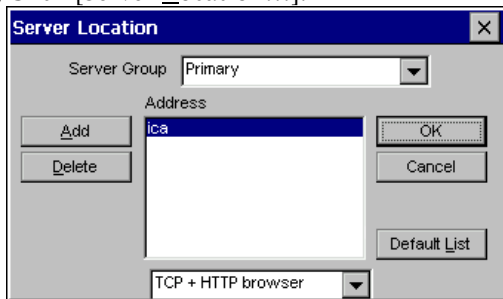 Server Location
Server Group Primary
Address
Add
ica
OK
Delete
Cancel
Default List
TCP + HTTP browser